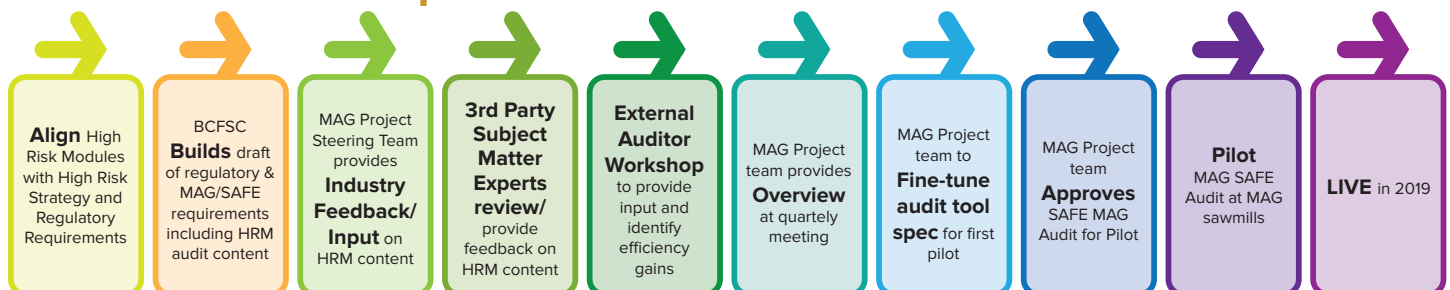 Align High
Risk Modules
with High Risk
Strategy and
Regulatory
Requirements
BCFSC
Builds draft
of regulatory &
MAG/SAFE
requirements
including HRM
audit content
MAG Project
Steering Team
provides
Industry
Feedback/
Input on
HRM content
3rd Party
Subject
Matter
Experts
review/
provide
feedback on
HRM content
External
Auditor
Workshop
to provide
input and
identify
efficiency
gains
MAG Project
team provides
Overview
at quartely
meeting
MAG Project
team to
Fine-tune
audit tool
spec for first
pilot
MAG Project
team
Approves
SAFE MAG
Audit for Pilot
Pilot
MAG SAFE
Audit at MAG
sawmills
LIVE in 2019